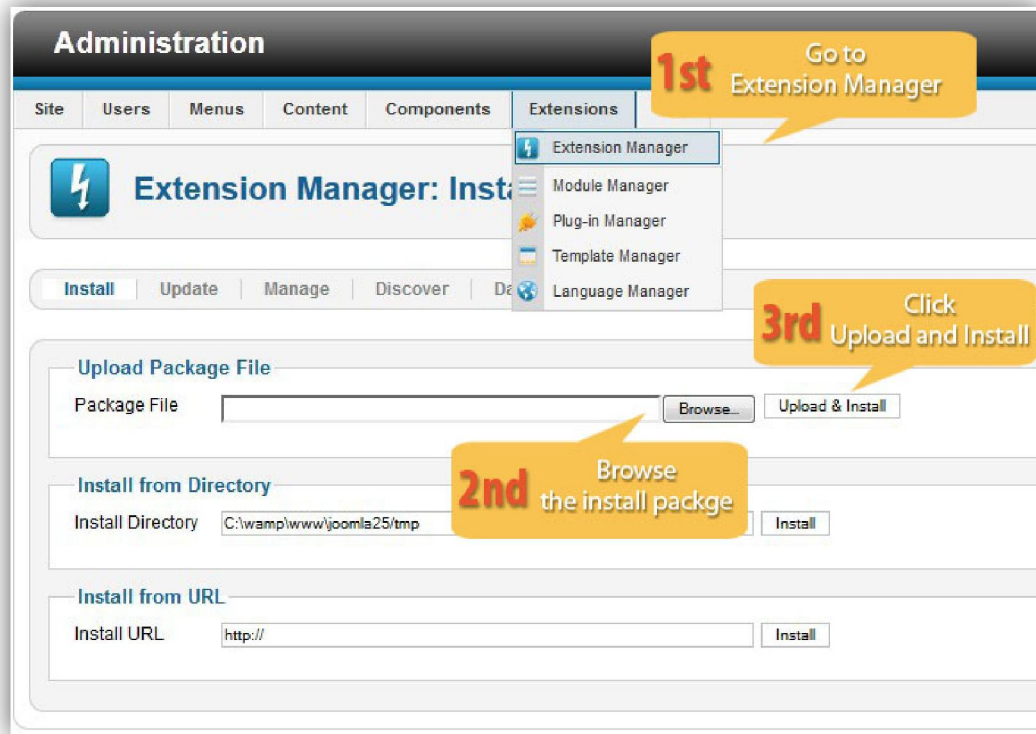 Administration
1st
Go to
Extension Manager
Site Users Menus Content Components Extensions
Extension Manager
Extension Manager: Insta
Module Manager
Plug-in Manager
Template Manager
Language Manager
Install Update Manage Discover Da
3rd
Click
Upload and Install
Upload Package File
Package File Browse... Upload & Install
2nd
Browse
the install packge
Install from Directory
Install Directory C:\wamp\www\joomla25/tmp Install
Install from URL
Install URL http:// Install